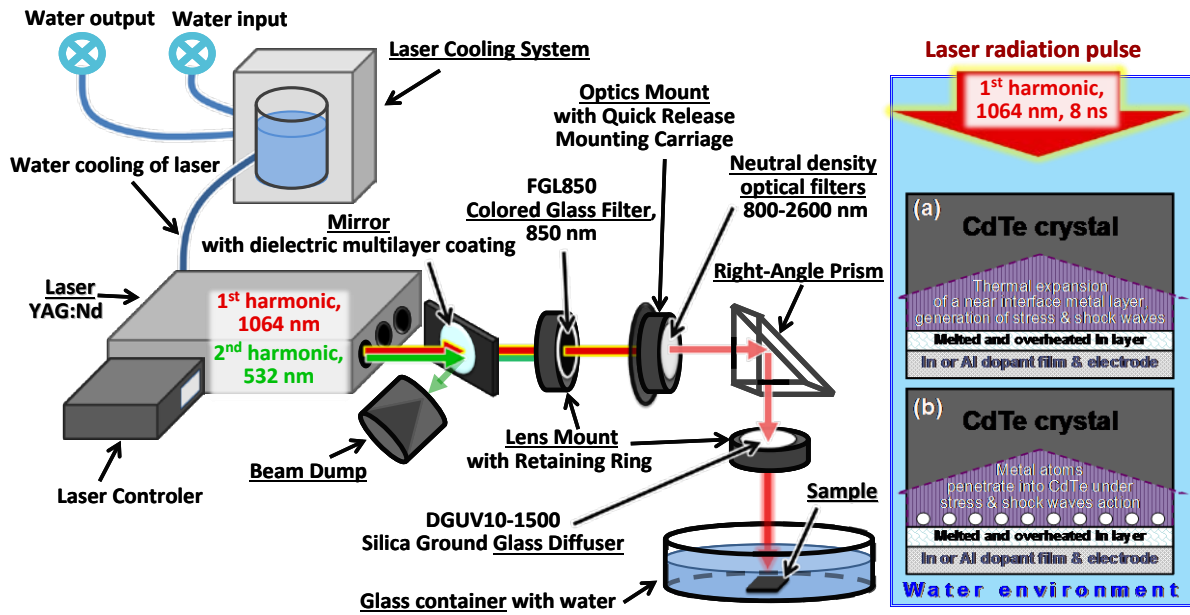 Water output
Water input
Laser Cooling System
Water cooling of laser
Optics Mount
with Quick Release
Mounting Carriage
Neutral density
optical filters
800-2600 nm
FGL850
Colored Glass Filter,
850 nm
Mirror
with dielectric multilayer coating
Right-Angle Prism
Laser
YAG:Nd
1st harmonic,
1064 nm
2nd harmonic,
532 nm
Lens Mount
with Retaining Ring
Beam Dump
Laser Controler
Sample
DGUV10-1500
Silica Ground Glass Diffuser
Glass container with water
Laser radiation pulse
1st harmonic,
1064 nm, 8 ns
(a)
CdTe crystal
Thermal expansion
of a near interface metal layer,
generation of stress & shock waves
Melted and overheated In layer
In or Al dopant film & electrode
(b)
CdTe crystal
Metal atoms
penetrate into CdTe under
stress & shock waves action
Melted and overheated In layer
In or Al dopant film & electrode
Water environment